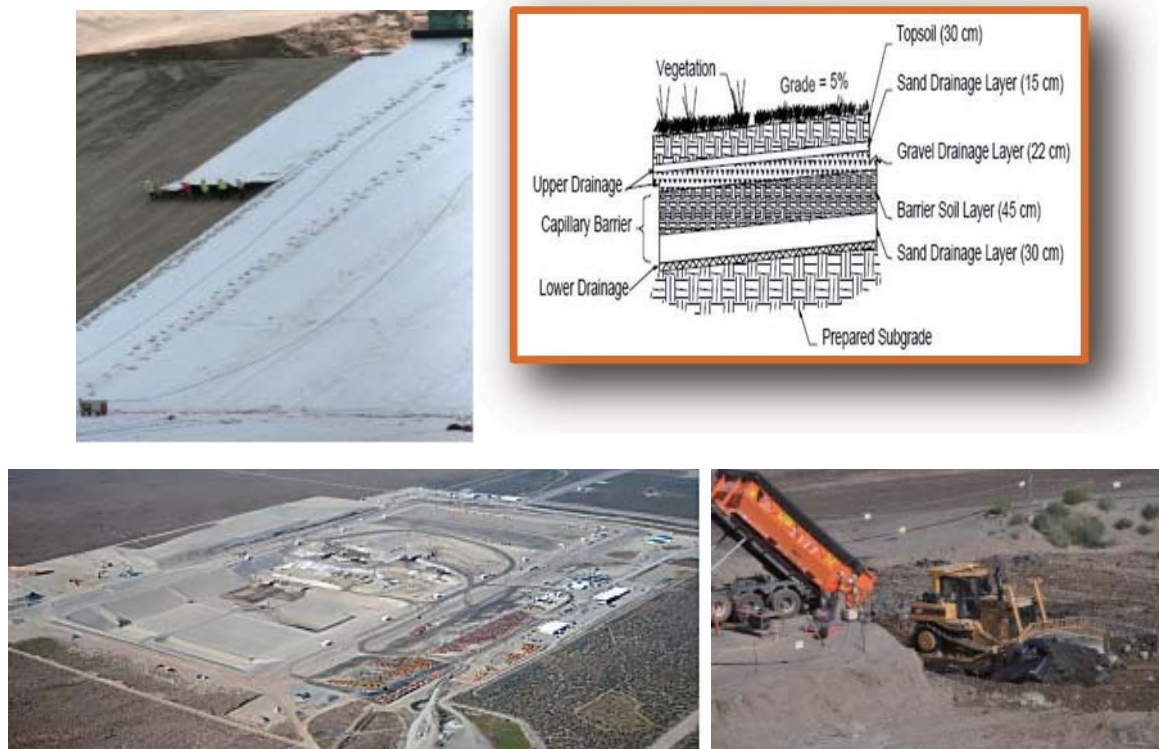 Topsoil (30 cm)
Vegetation
Grade = 5%
Sand Drainage Layer (15 cm)
Gravel Drainage Layer (22 cm)
Upper Drainage
Capillary Barrier
Barrier Soil Layer (45 cm)
Sand Drainage Layer (30 cm)
Lower Drainage
Prepared Subgrade